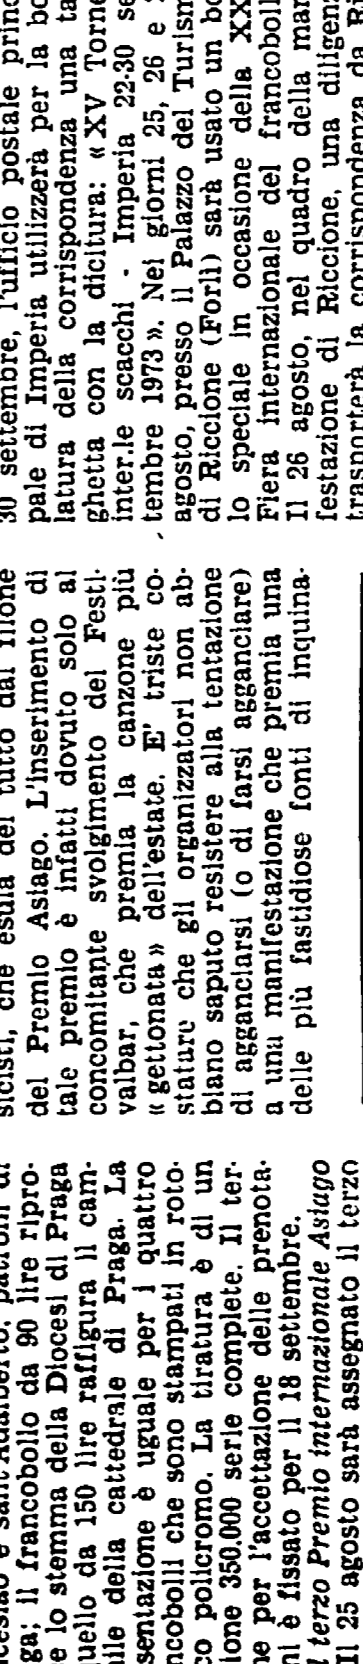 sant'Adalberto, patroni di
ga; il francobollo da 90 lire ripro-
e lo stemma della Diocesi di Praga
uello da 150 lire raffigura il cam-
ile della cattedrale di Praga. La
sentazione è uguale per i quattro
ncobolli che sono stampati in roto-
co policromo. La tiratura è di un
ione 350.000 serie complete. Il ter-
ne per l'accettazione delle prenota-
ni è fissato per il 18 settembre.
l terzo Premio internazionale Asiago
Il 25 agosto sarà assegnato il terzo
sicisti, che esula del tutto dal filone
del Premio Asiago. L'inserimento di
tale premio è infatti dovuto solo al
concomitante svolgimento del Festi-
valbar, che premia la canzone più
« gettonata » dell'estate. E' triste co-
statare che gli organizzatori non ab-
biano saputo resistere alla tentazione
di agganciarsi (o di farsi agganciare)
a una manifestazione che premia una
delle più fastidiose fonti di inquina-
30 settembre, l'ufficio postale princ
pale di Imperia utilizzerà per la bo
latura della corrispondenza una ta
ghetta con la dicitura: « XV Torne
inter.le scacchi - Imperia 22-30 se
tembre 1973 ». Nei giorni 25, 26 e
agosto, presso il Palazzo del Turism
di Riccione (Forlì) sarà usato un bo
lo speciale in occasione della XX
Fiera internazionale del francoboll
Il 26 agosto, nel quadro della man
festazione di Riccione, una diligenz
trasporterà la corrispondenza da